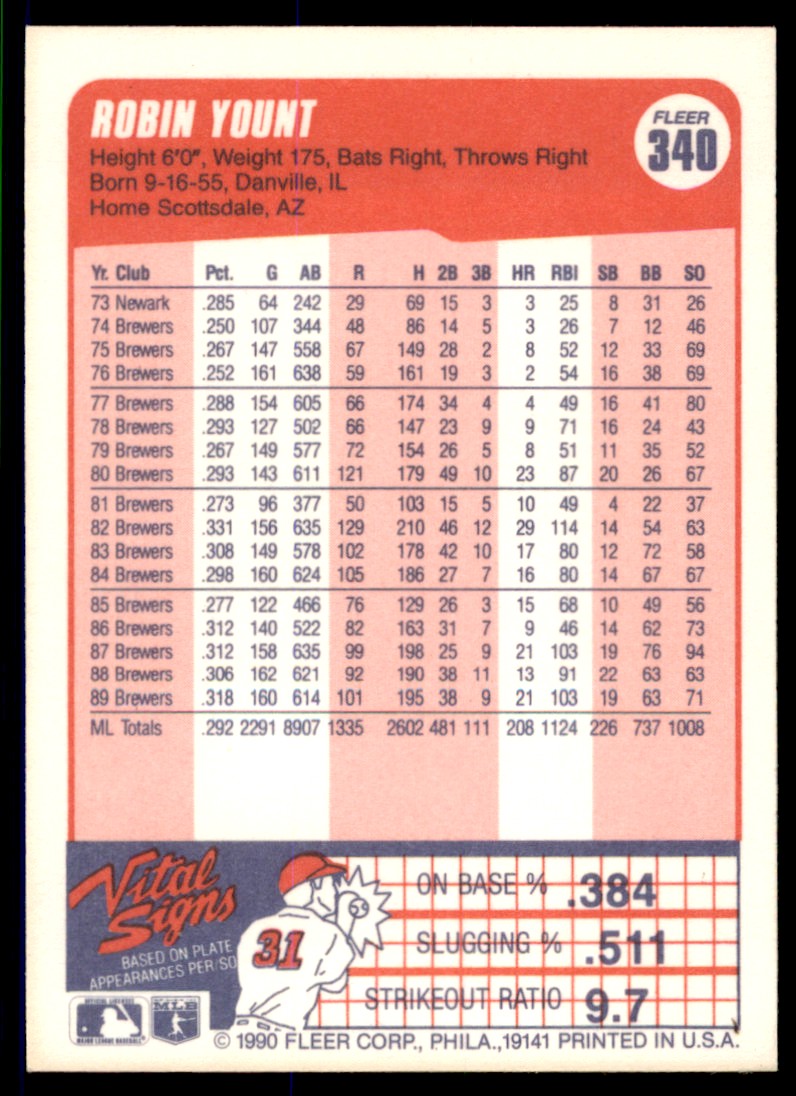 ROBIN YOUNT
FLEER
340
Height 6'0", Weight 175, Bats Right, Throws Right
Born 9-16-55, Danville, IL
Home Scottsdale, AZ
Yr. Club Pct. G AB R H 2B 3B HR RBI SB BB SO
73 Newark .285 64 242 29 69 15 3 3 25 8 31 26
74 Brewers .250 107 344 48 86 14 5 3 26 7 12 46
75 Brewers .267 147 558 67 149 28 2 8 52 12 33 69
76 Brewers .252 161 638 59 161 19 3 2 54 16 38 69
77 Brewers .288 154 605 66 174 34 4 4 49 16 41 80
78 Brewers .293 127 502 66 147 23 9 9 71 16 24 43
79 Brewers .267 149 577 72 154 26 5 8 51 11 35 52
80 Brewers .293 143 611 121 179 49 10 23 87 20 26 67
81 Brewers .273 96 377 50 103 15 5 10 49 4 22 37
82 Brewers .331 156 635 129 210 46 12 29 114 14 54 63
83 Brewers .308 149 578 102 178 42 10 17 80 12 72 58
84 Brewers .298 160 624 105 186 27 7 16 80 14 67 67
85 Brewers .277 122 466 76 129 26 3 15 68 10 49 56
86 Brewers .312 140 522 82 163 31 7 9 46 14 62 73
87 Brewers .312 158 635 99 198 25 9 21 103 19 76 94
88 Brewers .306 162 621 92 190 38 11 13 91 22 63 63
89 Brewers .318 160 614 101 195 38 9 21 103 19 63 71
ML Totals .292 2291 8907 1335 2602 481 111 208 1124 226 737 1008
Vital
Signs
BASED ON PLATE
APPEARANCES PER/SO
31
ON BASE % .384
SLUGGING % .511
STRIKEOUT RATIO 9.7
OFFICIAL LICENSEE
MAJOR LEAGUE BASEBALL
MLB
© 1990 FLEER CORP., PHILA.,19141 PRINTED IN U.S.A.